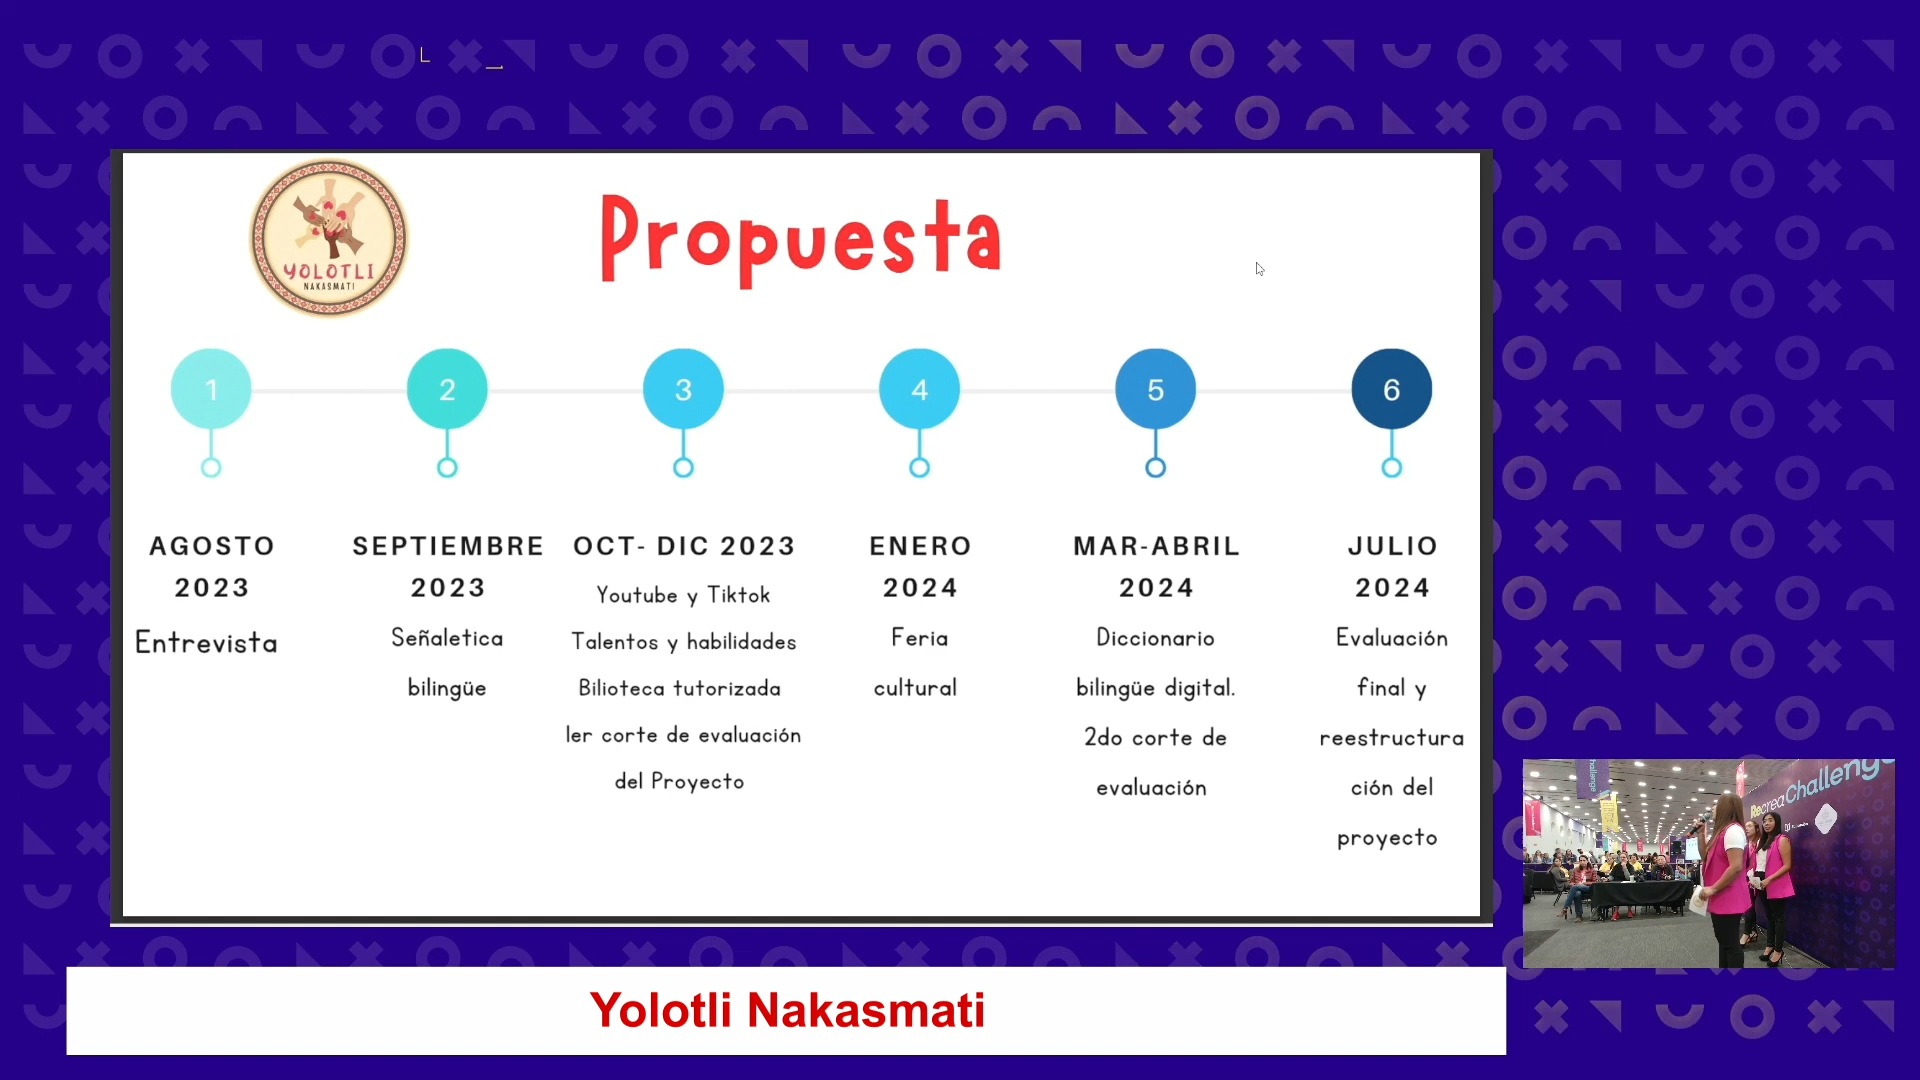 YOLOTLI
NAKASMATI
Propuesta
1
2
3
4
5
6
AGOSTO
2023
Entrevista
SEPTIEMBRE
2023
Señaletica
bilingüe
OCT- DIC 2023
Youtube y Tiktok
Talentos y habilidades
Bilioteca tutorizada
1er corte de evaluación
del Proyecto
ENERO
2024
Feria
cultural
MAR-ABRIL
2024
Diccionario
bilingüe digital.
2do corte de
evaluación
JULIO
2024
Evaluación
final y
reestructura
ción del
proyecto
RecreaChallenge
Yolotli Nakasmati